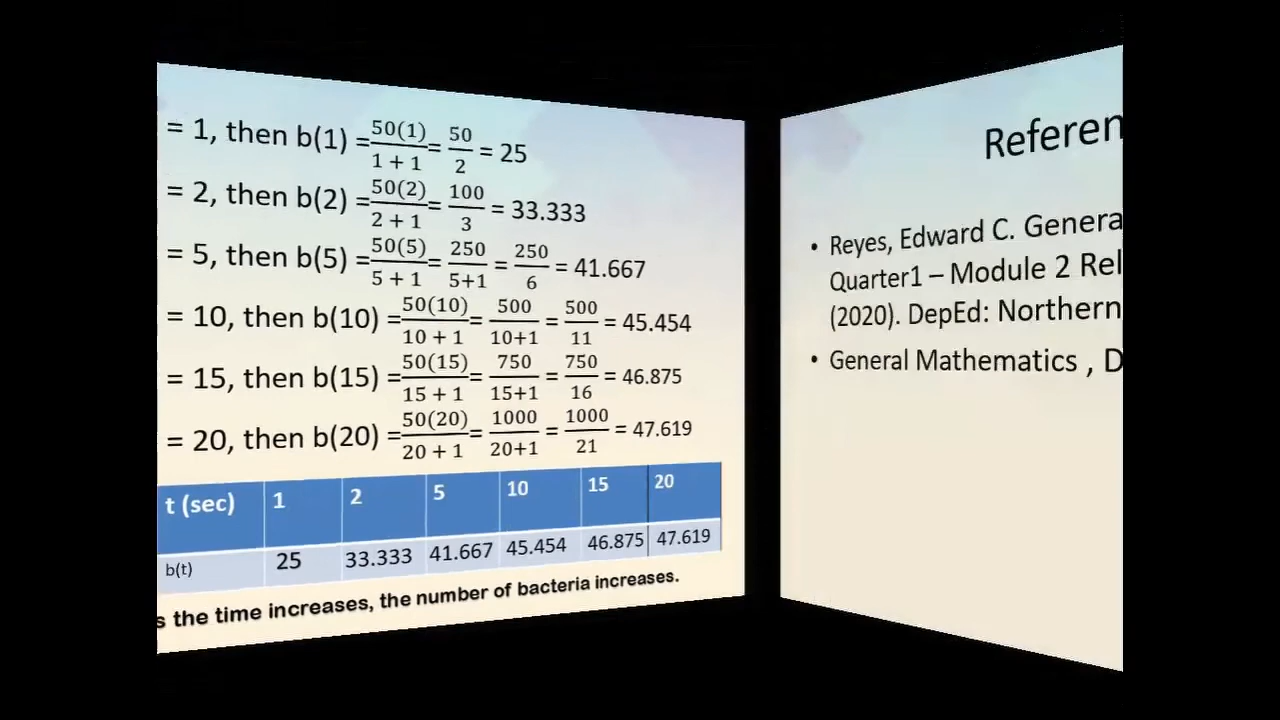 = 1, then b(1) = 50(1)/1 + 1 = 50/2 = 25
= 2, then b(2) = 50(2)/2 + 1 = 100/3 = 33.333
= 5, then b(5) = 50(5)/5 + 1 = 250/5+1 = 250/6 = 41.667
= 10, then b(10) = 50(10)/10 + 1 = 500/10+1 = 500/11 = 45.454
= 15, then b(15) = 50(15)/15 + 1 = 750/15+1 = 750/16 = 46.875
= 20, then b(20) = 50(20)/20 + 1 = 1000/20+1 = 1000/21 = 47.619
t (sec) 1 2 5 10 15 20
b(t) 25 33.333 41.667 45.454 46.875 47.619
s the time increases, the number of bacteria increases.
Referen
• Reyes, Edward C. Genera
Quarter1 – Module 2 Rel
(2020). DepEd: Northern
• General Mathematics , D